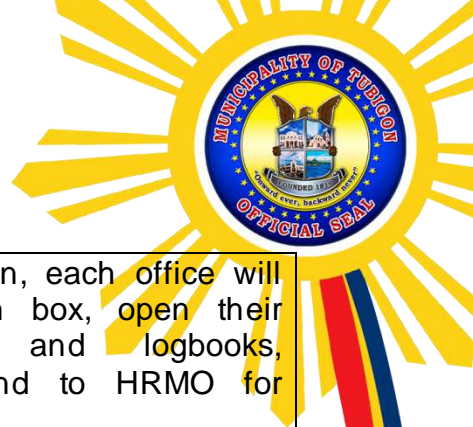 MUNICIPALITY OF TUBIGON
FOUNDED 1819
"Onward ever, backward never"
OFFICIAL SEAL
n, each office will
box, open their
and logbooks,
nd to HRMO for